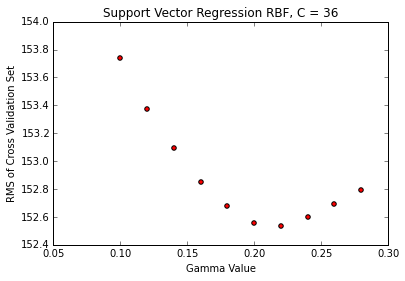 Support Vector Regression RBF, C = 36
154.0
153.8
153.6
153.4
153.2
153.0
152.8
152.6
152.4
RMS of Cross Validation Set
0.05 0.10 0.15 0.20 0.25 0.30
Gamma Value